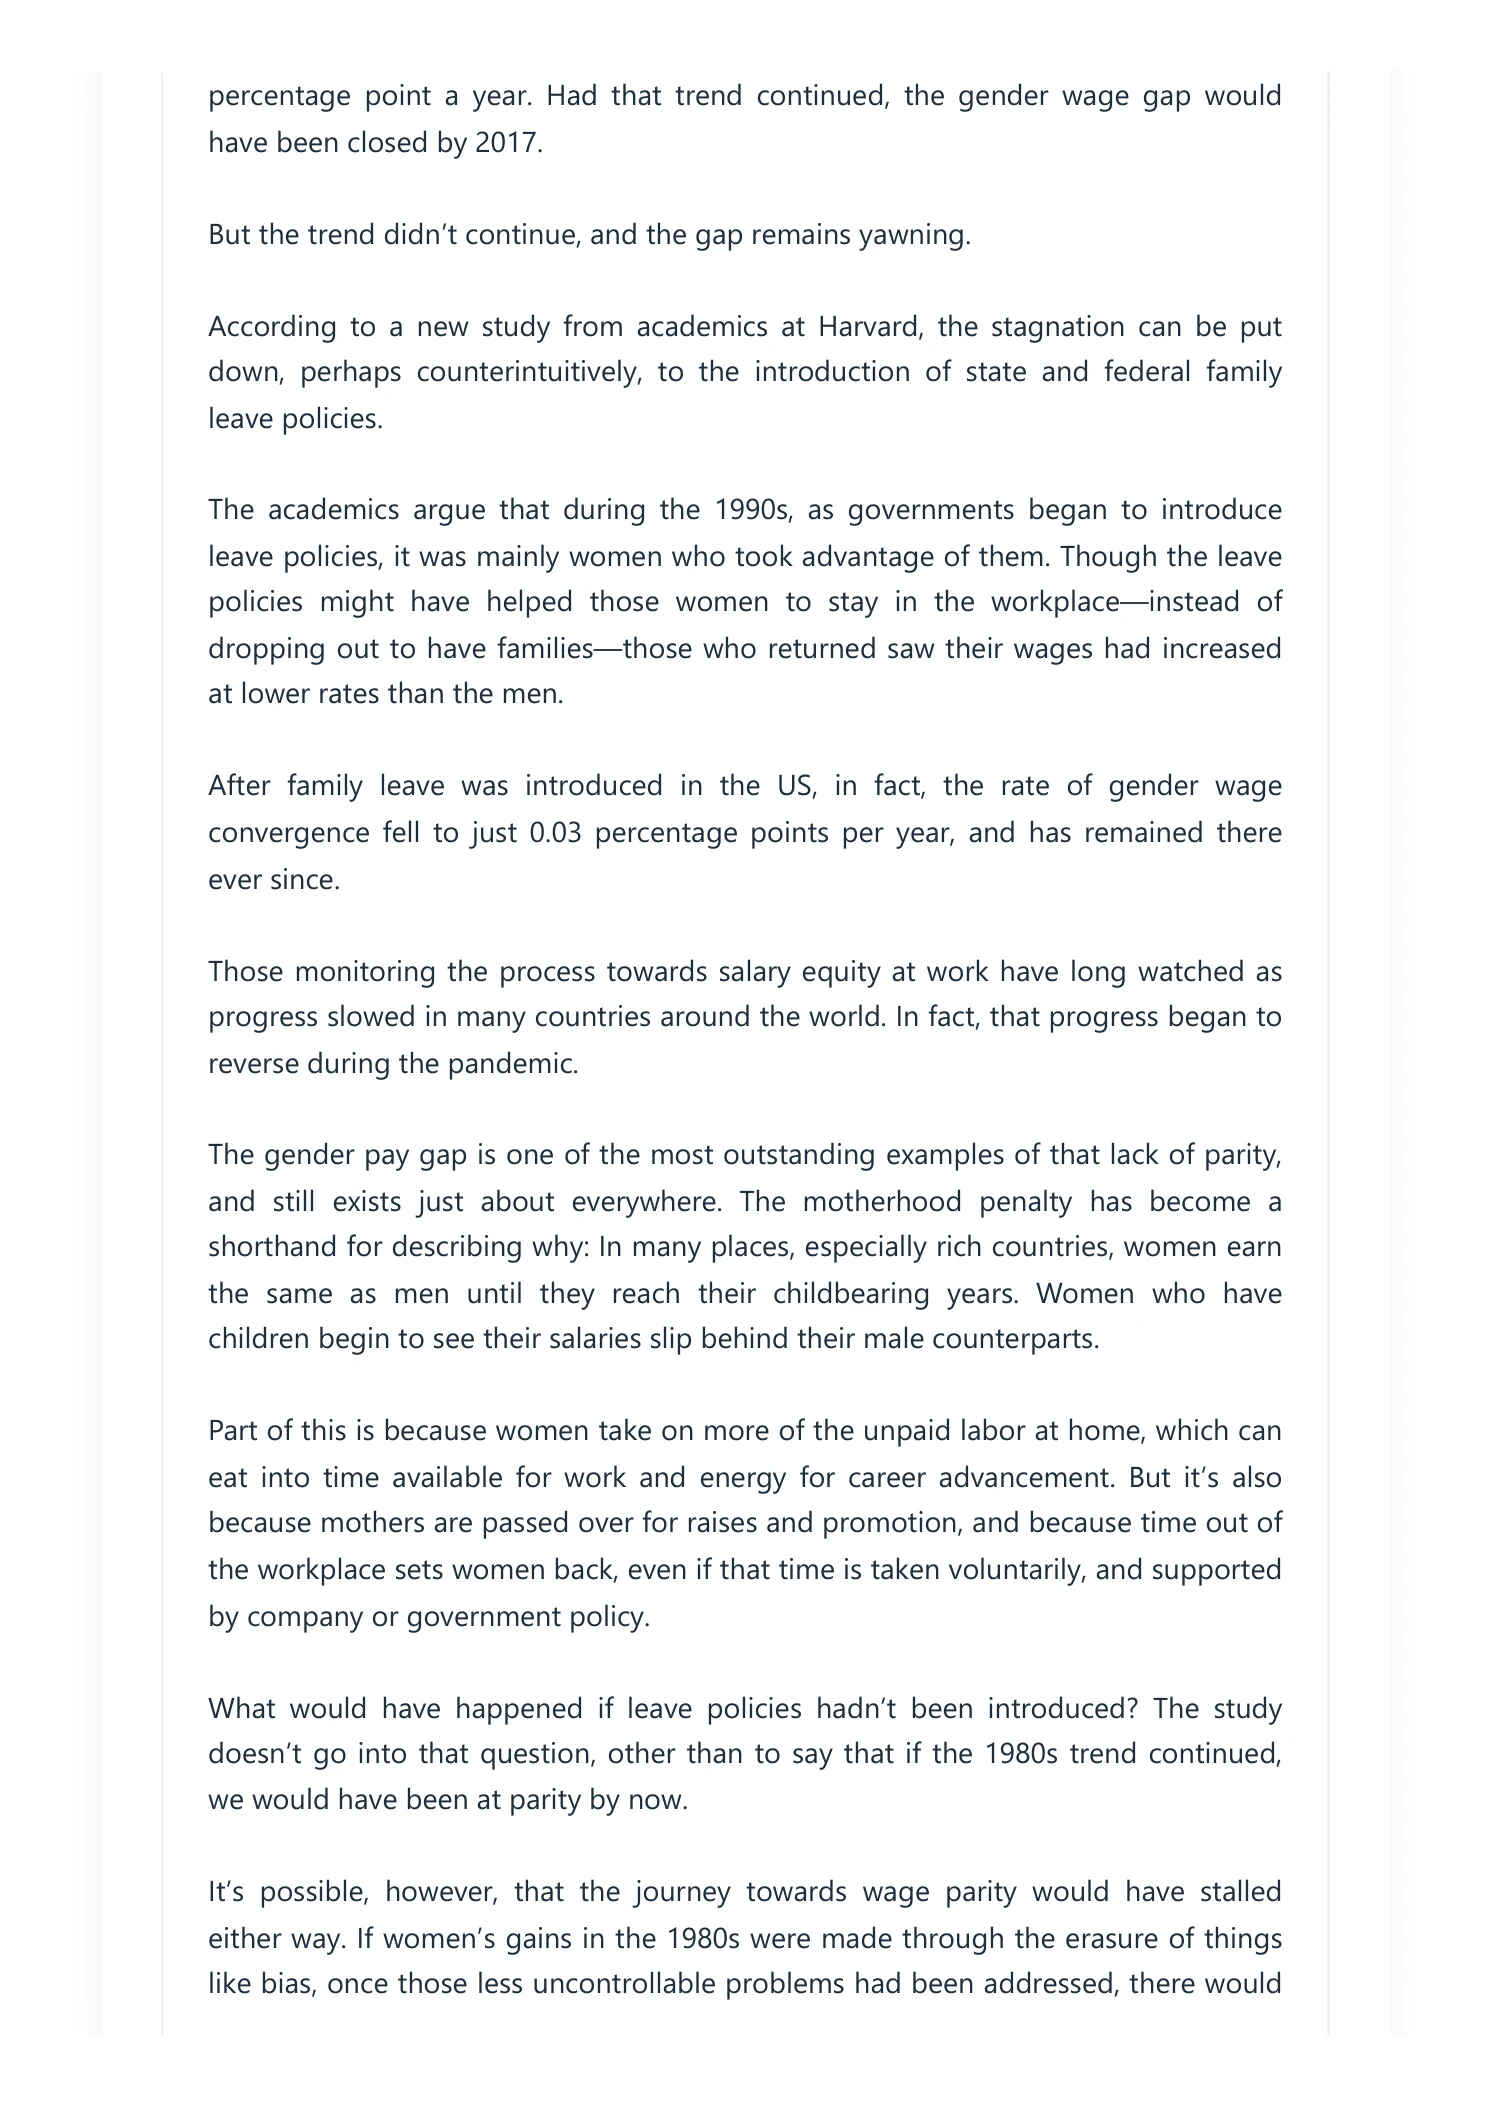 percentage point a year. Had that trend continued, the gender wage gap would
have been closed by 2017.
But the trend didn’t continue, and the gap remains yawning.
According to a new study from academics at Harvard, the stagnation can be put
down, perhaps counterintuitively, to the introduction of state and federal family
leave policies.
The academics argue that during the 1990s, as governments began to introduce
leave policies, it was mainly women who took advantage of them. Though the leave
policies might have helped those women to stay in the workplace—instead of
dropping out to have families—those who returned saw their wages had increased
at lower rates than the men.
After family leave was introduced in the US, in fact, the rate of gender wage
convergence fell to just 0.03 percentage points per year, and has remained there
ever since.
Those monitoring the process towards salary equity at work have long watched as
progress slowed in many countries around the world. In fact, that progress began to
reverse during the pandemic.
The gender pay gap is one of the most outstanding examples of that lack of parity,
and still exists just about everywhere. The motherhood penalty has become a
shorthand for describing why: In many places, especially rich countries, women earn
the same as men until they reach their childbearing years. Women who have
children begin to see their salaries slip behind their male counterparts.
Part of this is because women take on more of the unpaid labor at home, which can
eat into time available for work and energy for career advancement. But it’s also
because mothers are passed over for raises and promotion, and because time out of
the workplace sets women back, even if that time is taken voluntarily, and supported
by company or government policy.
What would have happened if leave policies hadn’t been introduced? The study
doesn’t go into that question, other than to say that if the 1980s trend continued,
we would have been at parity by now.
It’s possible, however, that the journey towards wage parity would have stalled
either way. If women’s gains in the 1980s were made through the erasure of things
like bias, once those less uncontrollable problems had been addressed, there would